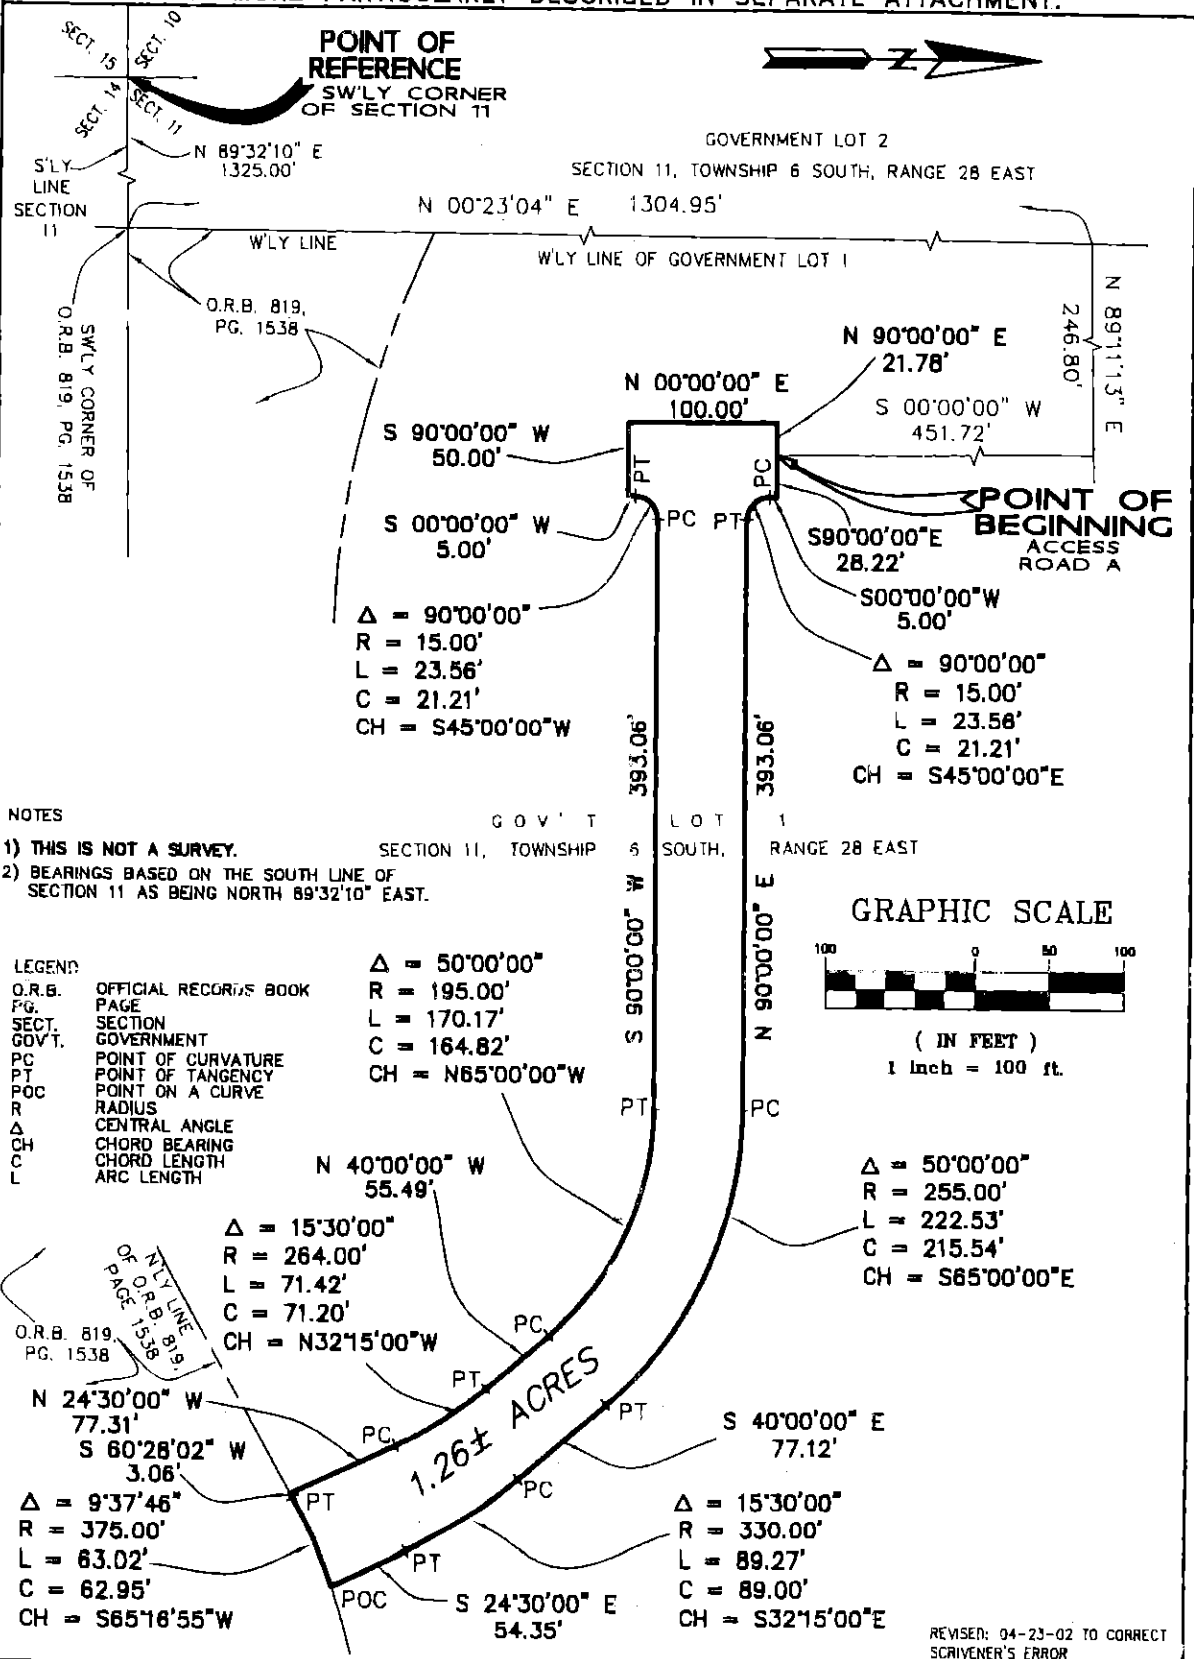 MORE PARTICULARLY DESCRIBED IN SEPARATE ATTACHMENT.
SECT. 15
SECT. 10
SECT. 14
SECT. 11
POINT OF
REFERENCE
SW'LY CORNER
OF SECTION 11
Z
S'LY
LINE
SECTION
11
N 89°32'10" E
1325.00'
GOVERNMENT LOT 2
SECTION 11, TOWNSHIP 6 SOUTH, RANGE 28 EAST
N 00°23'04" E 1304.95'
W'LY LINE
W'LY LINE OF GOVERNMENT LOT 1
O.R.B. 819,
PG. 1538
SW'LY CORNER OF
O.R.B. 819, PG. 1538
N 89°11'13" E
246.80'
N 90°00'00" E
21.78'
N 00°00'00" E
100.00'
S 00°00'00" W
451.72'
S 90°00'00" W
50.00'
PT
PC
POINT OF
BEGINNING
ACCESS
ROAD A
S 00°00'00" W
5.00'
PC
PT
S90°00'00"E
28.22'
S00°00'00"W
5.00'
Δ = 90°00'00"
R = 15.00'
L = 23.56'
C = 21.21'
CH = S45°00'00"W
Δ = 90°00'00"
R = 15.00'
L = 23.56'
C = 21.21'
CH = S45°00'00"E
S 90°00'00" W 393.06'
N 90°00'00" E 393.06'
NOTES
1) THIS IS NOT A SURVEY.
2) BEARINGS BASED ON THE SOUTH LINE OF
SECTION 11 AS BEING NORTH 89°32'10" EAST.
GOV'T LOT 1
SECTION 11, TOWNSHIP 6 SOUTH, RANGE 28 EAST
GRAPHIC SCALE
100 0 50 100
( IN FEET )
1 inch = 100 ft.
LEGEND
O.R.B. OFFICIAL RECORDS BOOK
PG. PAGE
SECT. SECTION
GOV'T. GOVERNMENT
PC POINT OF CURVATURE
PT POINT OF TANGENCY
POC POINT ON A CURVE
R RADIUS
Δ CENTRAL ANGLE
CH CHORD BEARING
C CHORD LENGTH
L ARC LENGTH
Δ = 50°00'00"
R = 195.00'
L = 170.17'
C = 164.82'
CH = N65°00'00"W
PT
PC
N 40°00'00" W
55.49'
Δ = 50°00'00"
R = 255.00'
L = 222.53'
C = 215.54'
CH = S65°00'00"E
Δ = 15°30'00"
R = 264.00'
L = 71.42'
C = 71.20'
CH = N32°15'00"W
N'LY LINE
OF O.R.B. 819,
PAGE 1538
O.R.B. 819,
PG. 1538
PC
PT
PC
PT
1.26± ACRES
N 24°30'00" W
77.31'
S 60°28'02" W
3.06'
S 40°00'00" E
77.12'
PC
PT
PT
POC
Δ = 9°37'46"
R = 375.00'
L = 63.02'
C = 62.95'
CH = S65°16'55"W
Δ = 15°30'00"
R = 330.00'
L = 89.27'
C = 89.00'
CH = S32°15'00"E
S 24°30'00" E
54.35'
REVISED: 04-23-02 TO CORRECT
SCRIVENER'S ERROR